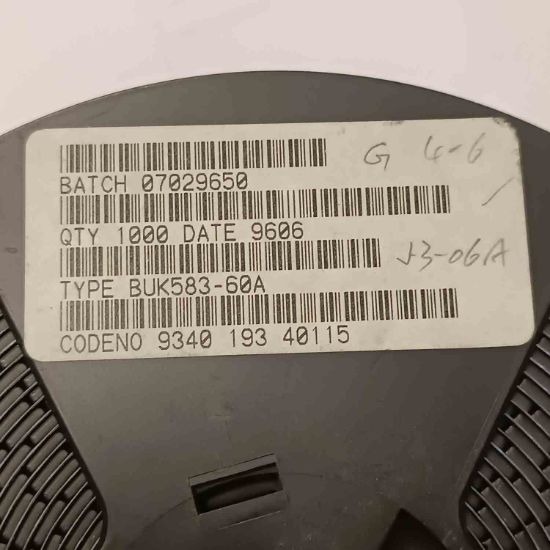 G 4-6
BATCH 07029650
QTY 1000 DATE 9606
J3-06A
TYPE BUK583-60A
CODENO 9340 193 40115